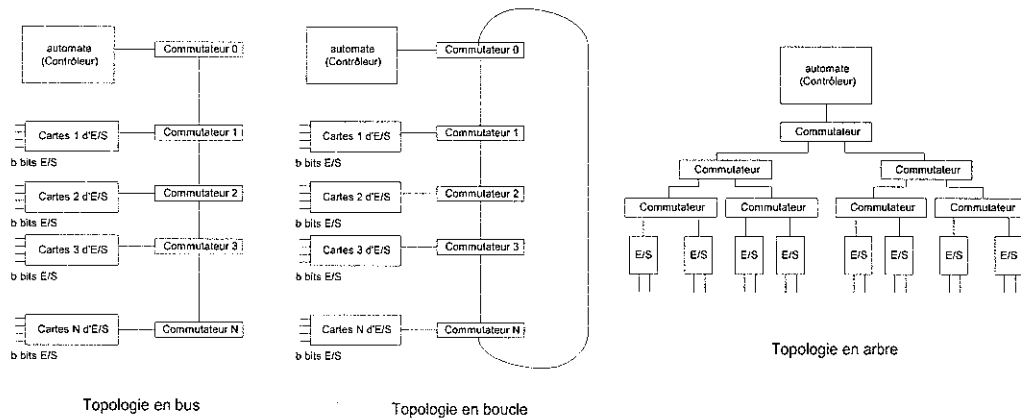 automate
(Contrôleur)
Commutateur 0
Cartes 1 d'E/S
Commutateur 1
b bits E/S
Cartes 2 d'E/S
Commutateur 2
b bits E/S
Cartes 3 d'E/S
Commutateur 3
b bits E/S
Cartes N d'E/S
Commutateur N
b bits E/S
Topologie en bus
automate
(Contrôleur)
Commutateur 0
Cartes 1 d'E/S
Commutateur 1
b bits E/S
Cartes 2 d'E/S
Commutateur 2
b bits E/S
Cartes 3 d'E/S
Commutateur 3
b bits E/S
Cartes N d'E/S
Commutateur N
b bits E/S
Topologie en boucle
automate
(Contrôleur)
Commutateur
Commutateur
Commutateur
Commutateur
Commutateur
Commutateur
Commutateur
E/S
E/S
E/S
E/S
E/S
E/S
E/S
E/S
Topologie en arbre